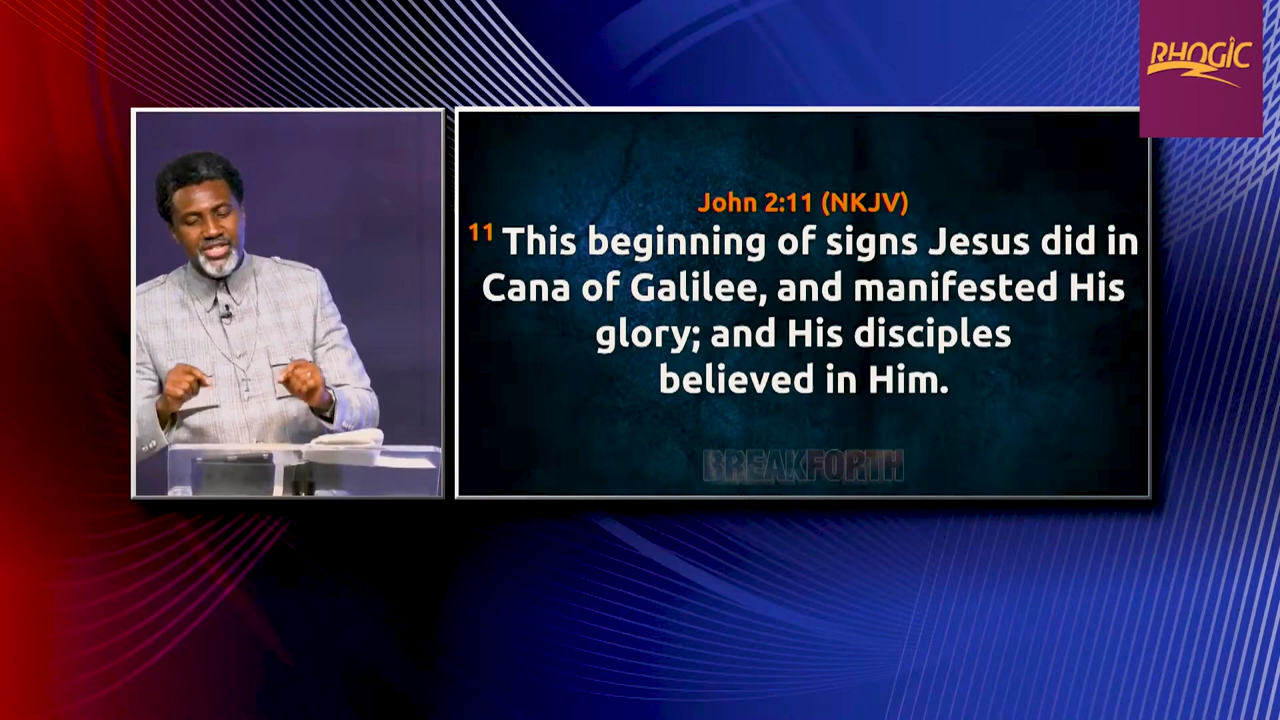 RHOGIC
John 2:11 (NKJV)
11 This beginning of signs Jesus did in
Cana of Galilee, and manifested His
glory; and His disciples
believed in Him.
BREAKFORTH